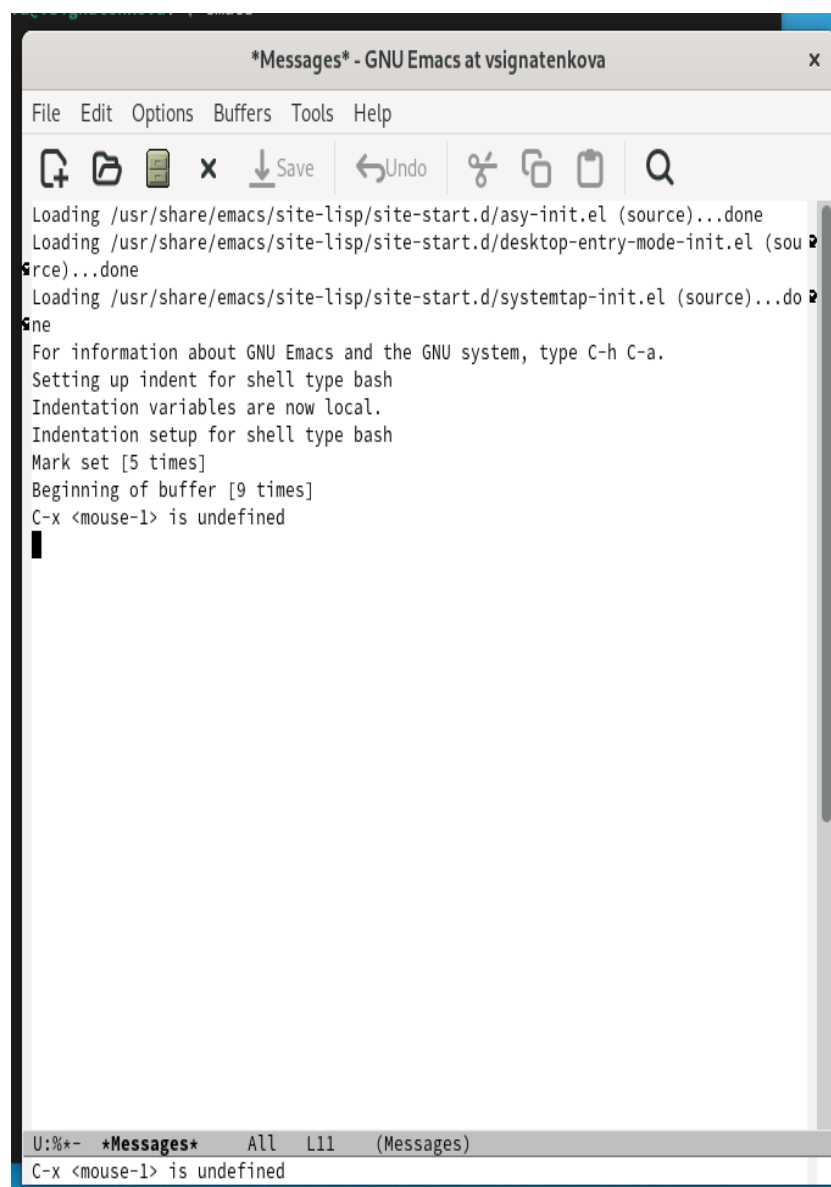 *Messages* - GNU Emacs at vsignatenkova
File Edit Options Buffers Tools Help
Save Undo
Loading /usr/share/emacs/site-lisp/site-start.d/asy-init.el (source)...done
Loading /usr/share/emacs/site-lisp/site-start.d/desktop-entry-mode-init.el (sou
rce)...done
Loading /usr/share/emacs/site-lisp/site-start.d/systemtap-init.el (source)...do
ne
For information about GNU Emacs and the GNU system, type C-h C-a.
Setting up indent for shell type bash
Indentation variables are now local.
Indentation setup for shell type bash
Mark set [5 times]
Beginning of buffer [9 times]
C-x <mouse-1> is undefined
U:%*- *Messages* All L11 (Messages)
C-x <mouse-1> is undefined